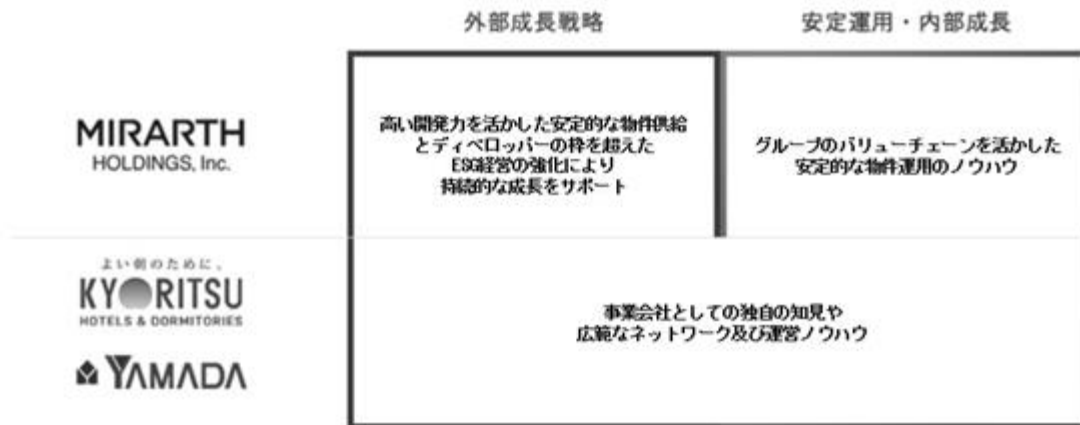 外部成長戦略
安定運用・内部成長
MIRARTH
HOLDINGS, Inc.
高い開発力を活かした安定的な物件供給
とディベロッパーの枠を超えた
ESG経営の強化により
持続的な成長をサポート
グループのバリューチェーンを活かした
安定的な物件運用のノウハウ
よい朝のために。
KYORITSU
HOTELS & DORMITORIES
事業会社としての独自の知見や
広範なネットワーク及び運営ノウハウ
YAMADA